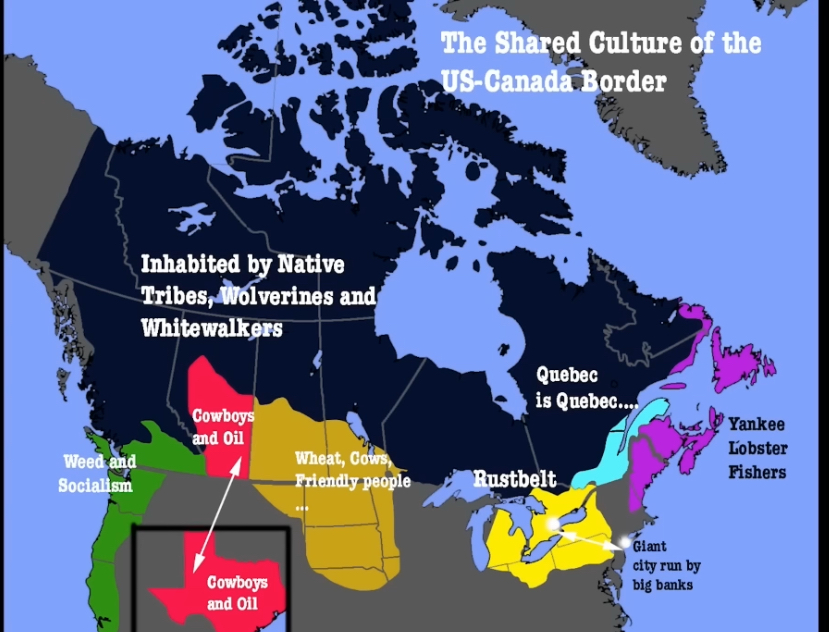 The Shared Culture of the
US-Canada Border
Inhabited by Native
Tribes, Wolverines and
Whitewalkers
Quebec
is Quebec....
Cowboys
and Oil
Yankee
Lobster
Fishers
Weed and
Socialism
Wheat, Cows,
Friendly people
...
Rustbelt
Giant
city run by
big banks
Cowboys
and Oil